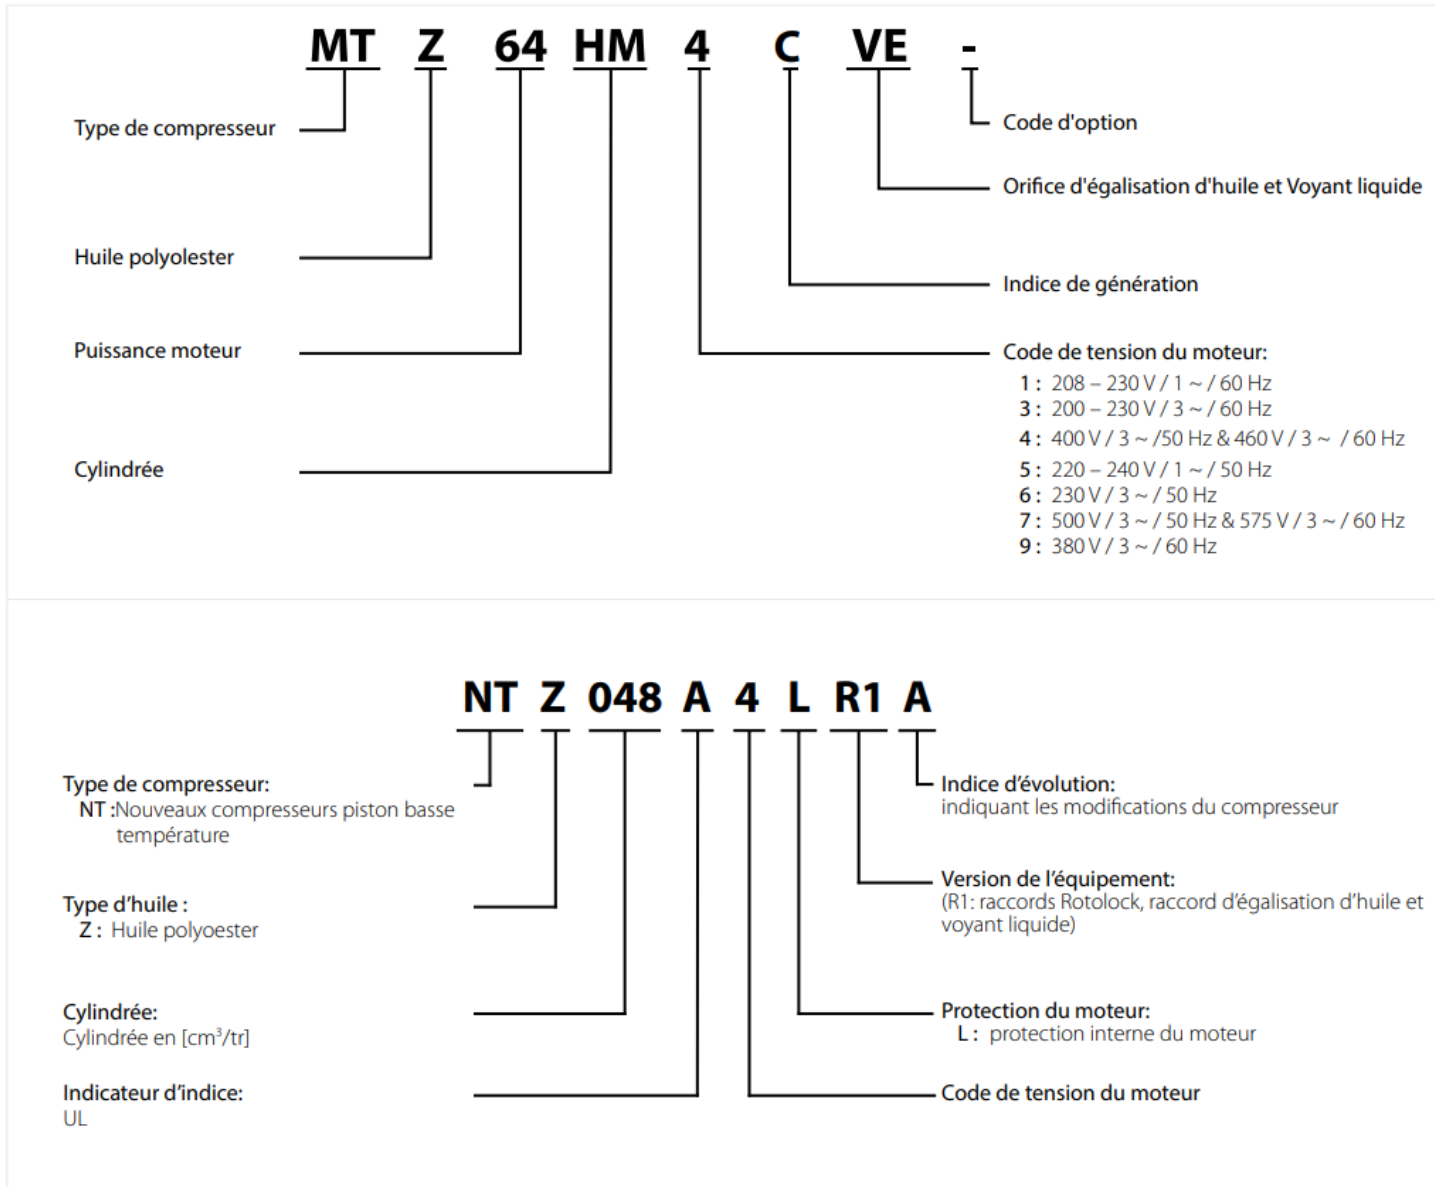 MT Z 64 HM 4 C VE -
Type de compresseur
Huile polyolester
Puissance moteur
Cylindrée
Code d'option
Orifice d'égalisation d'huile et Voyant liquide
Indice de génération
Code de tension du moteur:
1 : 208 – 230 V / 1 ~ / 60 Hz
3 : 200 – 230 V / 3 ~ / 60 Hz
4 : 400 V / 3 ~ /50 Hz & 460 V / 3 ~ / 60 Hz
5 : 220 – 240 V / 1 ~ / 50 Hz
6 : 230 V / 3 ~ / 50 Hz
7 : 500 V / 3 ~ / 50 Hz & 575 V / 3 ~ / 60 Hz
9 : 380 V / 3 ~ / 60 Hz
NT Z 048 A 4 L R1 A
Type de compresseur:
NT :Nouveaux compresseurs piston basse
température
Type d’huile :
Z : Huile polyoester
Cylindrée:
Cylindrée en [cm³/tr]
Indicateur d’indice:
UL
Indice d’évolution:
indiquant les modifications du compresseur
Version de l’équipement:
(R1: raccords Rotolock, raccord d’égalisation d’huile et
voyant liquide)
Protection du moteur:
L : protection interne du moteur
Code de tension du moteur